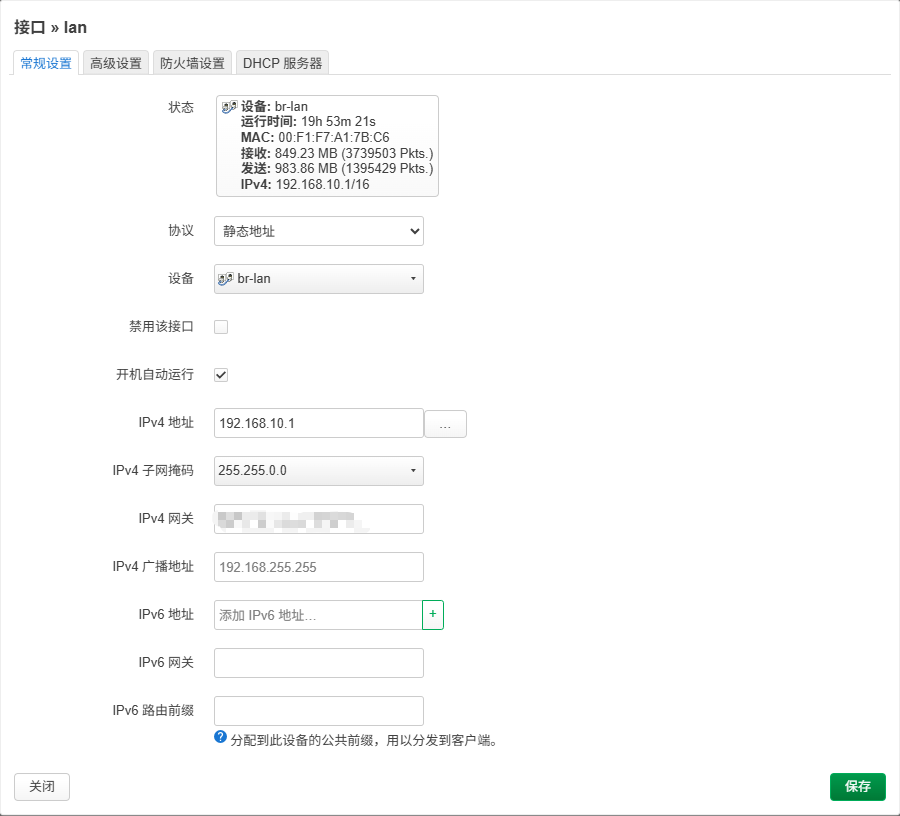 接口 » lan
常规设置 高级设置 防火墙设置 DHCP 服务器
状态
设备: br-lan
运行时间: 19h 53m 21s
MAC: 00:F1:F7:A1:7B:C6
接收: 849.23 MB (3739503 Pkts.)
发送: 983.86 MB (1395429 Pkts.)
IPv4: 192.168.10.1/16
协议 静态地址
设备 br-lan
禁用该接口
开机自动运行
IPv4 地址 192.168.10.1 …
IPv4 子网掩码 255.255.0.0
IPv4 网关
IPv4 广播地址 192.168.255.255
IPv6 地址 添加 IPv6 地址… +
IPv6 网关
IPv6 路由前缀
分配到此设备的公共前缀，用以分发到客户端。
关闭 保存